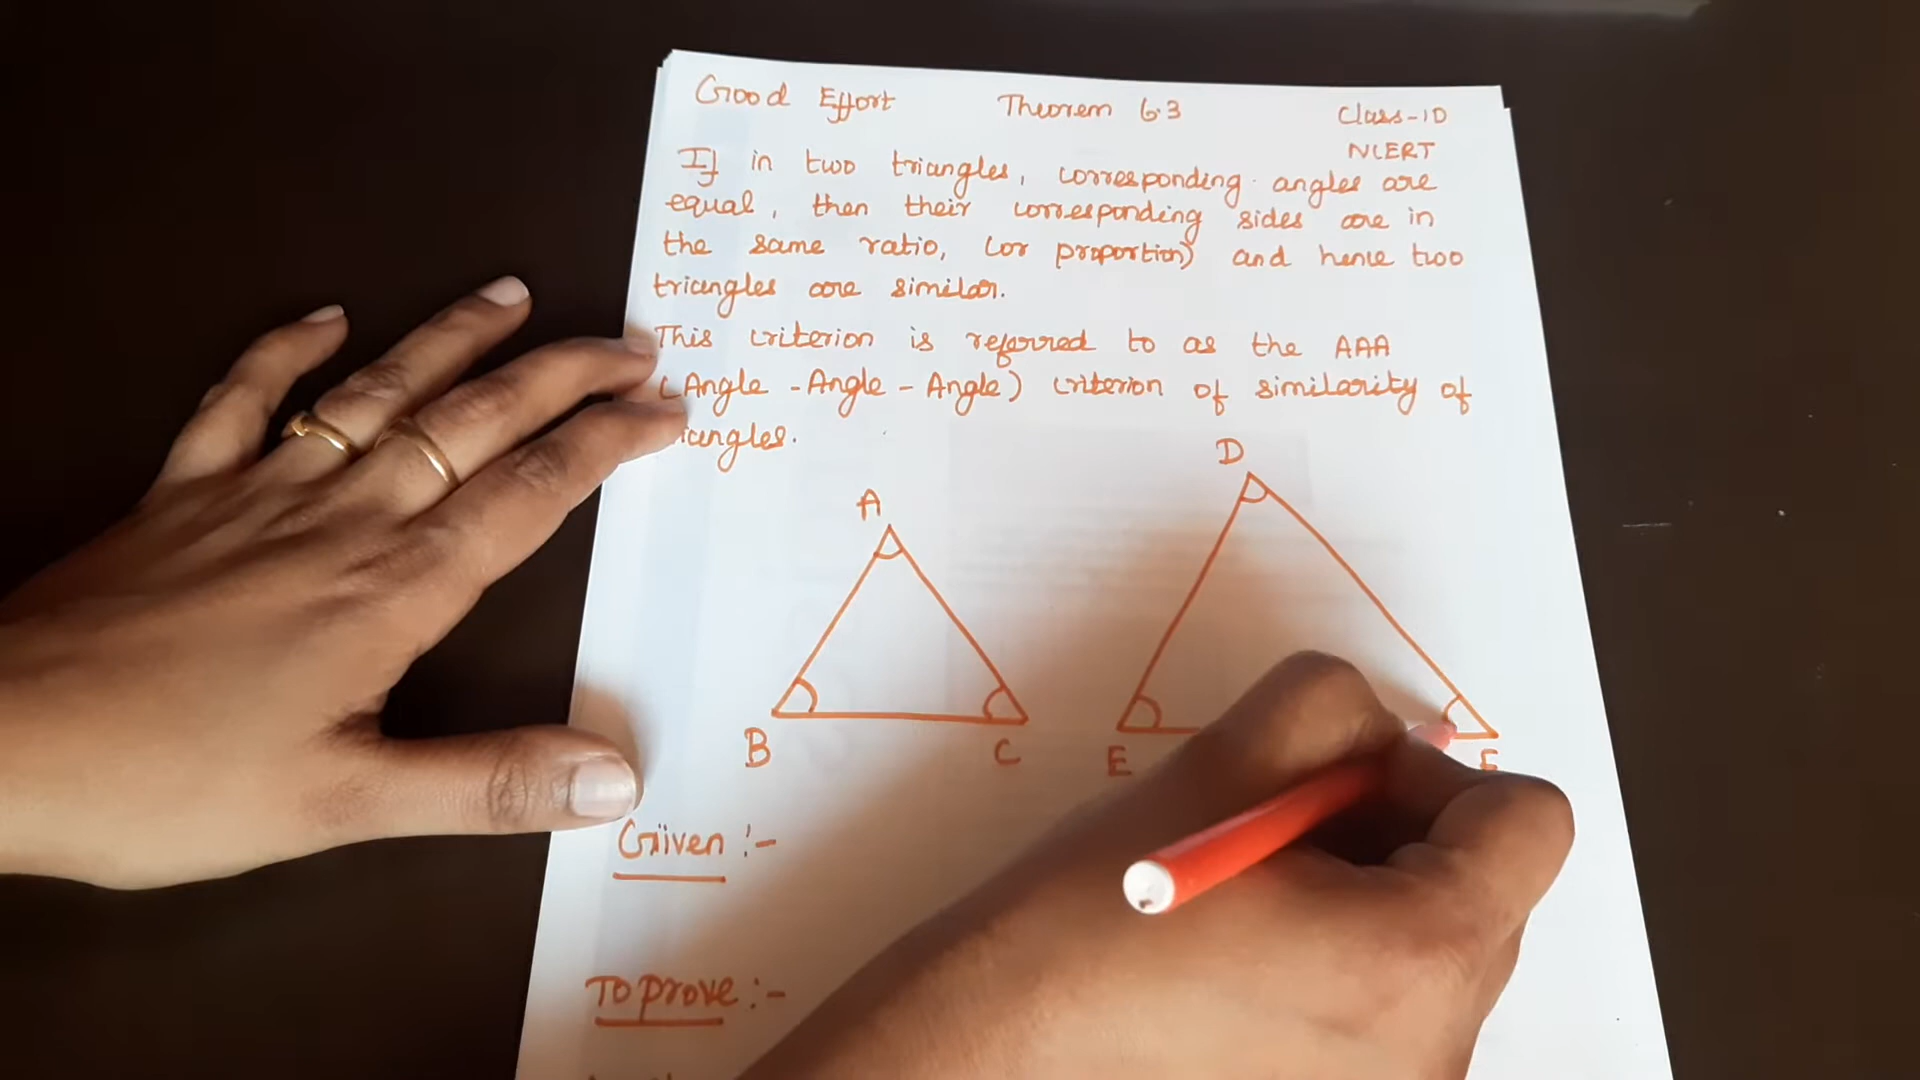 Good Effort Theorem 6.3 Class-10
NCERT
If in two triangles, corresponding angles are
equal, then their corresponding sides are in
the same ratio, (or proportion) and hence two
triangles are similar.
This criterion is referred to as the AAA
(Angle - Angle - Angle) criterion of similarity of
iangles.
D
A
B C E F
Given :-
To prove :-